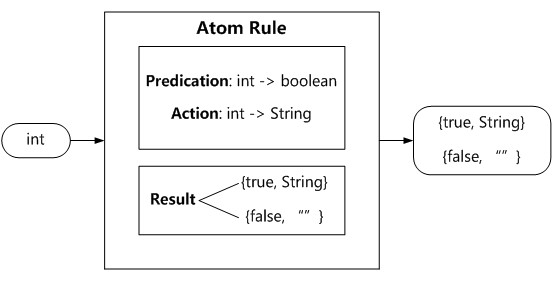 Atom Rule
Predication: int -> boolean
Action: int -> String
int
Result
{true, String}
{false, “” }
{true, String}
{false, “” }